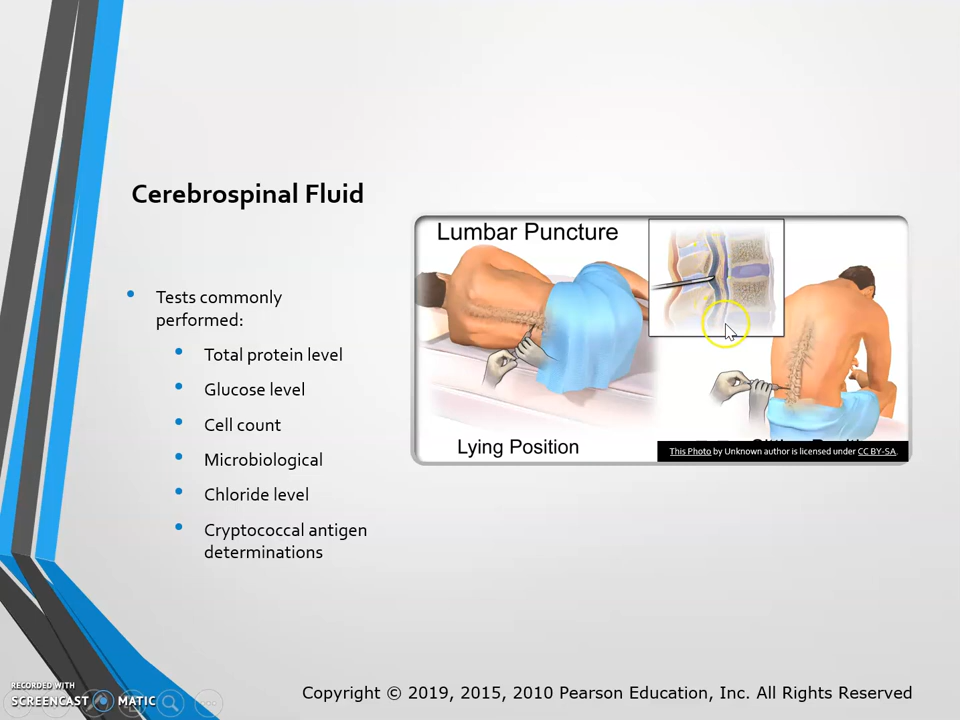 Cerebrospinal Fluid
Tests commonly
performed:
Total protein level
Glucose level
Cell count
Microbiological
Chloride level
Cryptococcal antigen
determinations
Lumbar Puncture
Lying Position
This Photo by Unknown author is licensed under CC BY-SA.
RECORDED WITH
SCREENCAST MATIC
Copyright © 2019, 2015, 2010 Pearson Education, Inc. All Rights Reserved